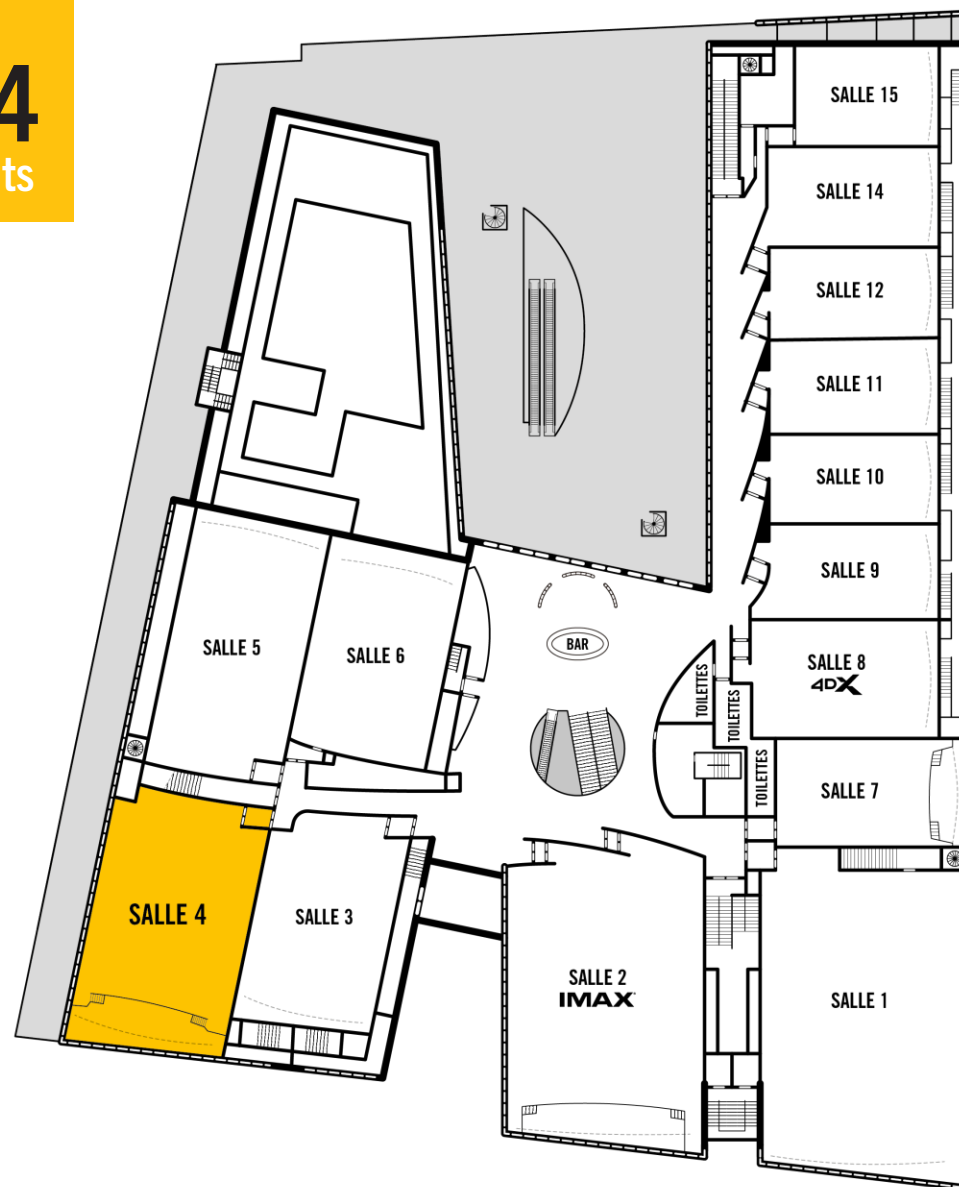 4
ts
SALLE 15
SALLE 14
SALLE 12
SALLE 11
SALLE 10
SALLE 9
SALLE 8
4DX
SALLE 5
SALLE 6
BAR
TOILETTES
TOILETTES
TOILETTES
SALLE 7
SALLE 4
SALLE 3
SALLE 2
IMAX
SALLE 1